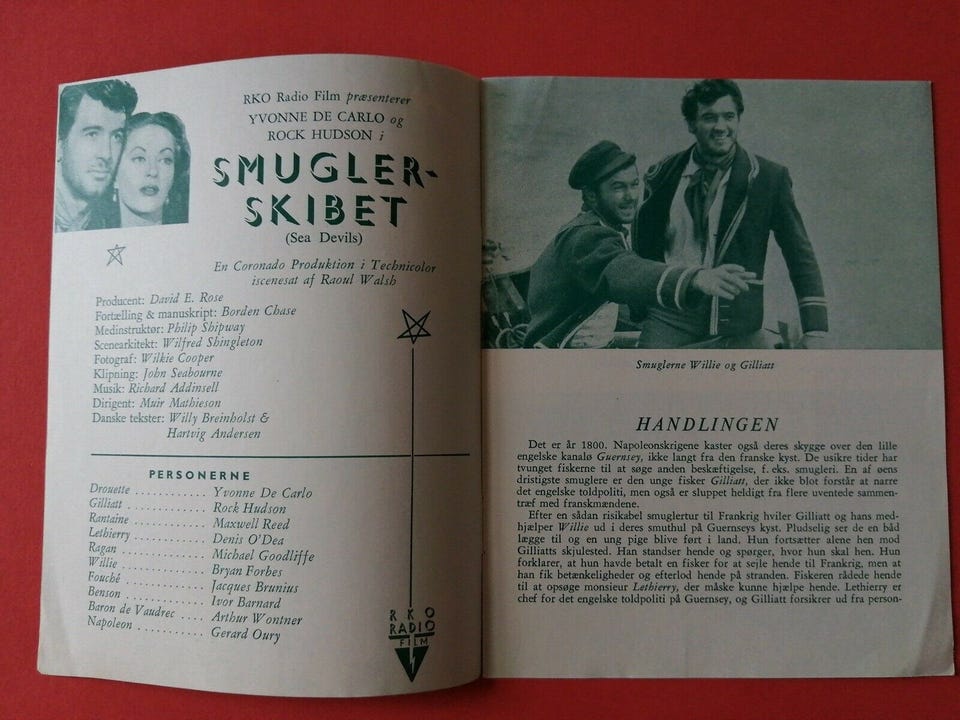 RKO Radio Film præsenterer
YVONNE DE CARLO og
ROCK HUDSON i
SMUGLER-
SKIBET
(Sea Devils)
En Coronado Produktion i Technicolor
iscenesat af Raoul Walsh
Producent: David E. Rose
Fortælling & manuskript: Borden Chase
Medinstruktør: Philip Shipway
Scenearkitekt: Wilfred Shingleton
Fotograf: Wilkie Cooper
Klipning: John Seabourne
Musik: Richard Addinsell
Dirigent: Muir Mathieson
Danske tekster: Willy Breinholst &
Hartvig Andersen
PERSONERNE
Drouette ............ Yvonne De Carlo
Gilliatt ............ Rock Hudson
Rantaine ............ Maxwell Reed
Lethierry ............ Denis O'Dea
Ragan ............ Michael Goodliffe
Willie ............ Bryan Forbes
Fouché ............ Jacques Brunius
Benson ............ Ivor Barnard
Baron de Vaudrec .... Arthur Wontner
Napoleon ........... Gerard Oury
RKO
RADIO
FILM
Smuglerne Willie og Gilliatt
HANDLINGEN
Det er år 1800. Napoleonskrigene kaster også deres skygge over den lille
engelske kanalø Guernsey, ikke langt fra den franske kyst. De usikre tider har
tvunget fiskerne til at søge anden beskæftigelse, f. eks. smugleri. En af øens
dristigste smuglere er den unge fisker Gilliatt, der ikke blot forstår at narre
det engelske toldpoliti, men også er sluppet heldigt fra flere uventede sammen-
træf med franskmændene.
Efter en sådan risikabel smuglertur til Frankrig hviler Gilliatt og hans med-
hjælper Willie ud i deres smuthul på Guernseys kyst. Pludselig ser de en båd
lægge til og en ung pige blive ført i land. Hun fortsætter alene hen mod
Gilliatts skjulested. Han standser hende og spørger, hvor hun skal hen. Hun
forklarer, at hun havde betalt en fisker for at sejle hende til Frankrig, men at
han fik betænkeligheder og efterlod hende på stranden. Fiskeren rådede hende
til at opsøge monsieur Lethierry, der måske kunne hjælpe hende. Lethierry er
chef for det engelske toldpoliti på Guernsey, og Gilliatt forsikrer ud fra person-